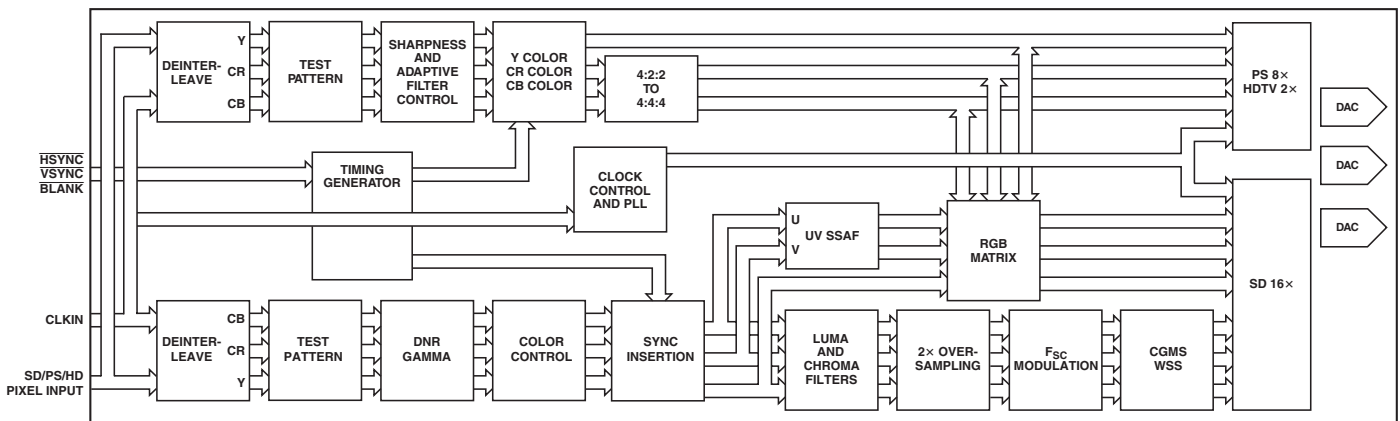 DEINTER-
LEAVE
Y
CR
CB
TEST
PATTERN
SHARPNESS
AND
ADAPTIVE
FILTER
CONTROL
Y COLOR
CR COLOR
CB COLOR
4:2:2
TO
4:4:4
PS 8×
HDTV 2×
DAC
DAC
DAC
HSYNC
VSYNC
BLANK
TIMING
GENERATOR
CLOCK
CONTROL
AND PLL
U
V
UV SSAF
RGB
MATRIX
SD 16×
CLKIN
SD/PS/HD
PIXEL INPUT
DEINTER-
LEAVE
CB
CR
Y
TEST
PATTERN
DNR
GAMMA
COLOR
CONTROL
SYNC
INSERTION
LUMA
AND
CHROMA
FILTERS
2× OVER-
SAMPLING
FSC
MODULATION
CGMS
WSS